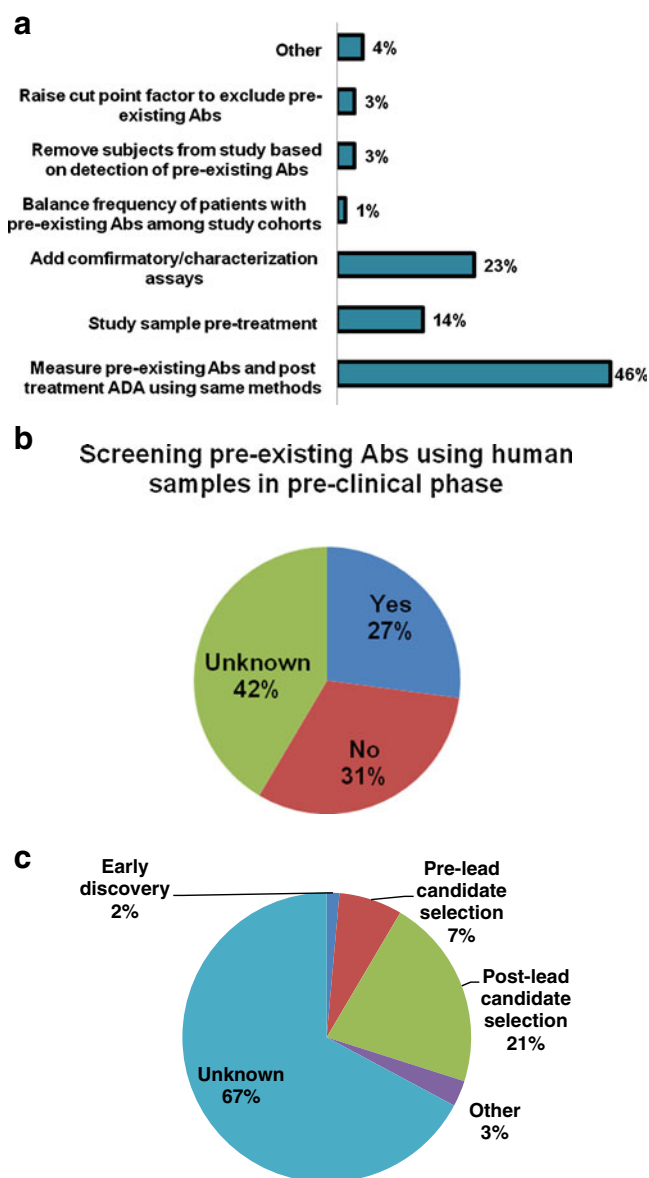 a
Other
4%
Raise cut point factor to exclude pre-
existing Abs
3%
Remove subjects from study based
on detection of pre-existing Abs
3%
Balance frequency of patients with
pre-existing Abs among study cohorts
1%
Add comfirmatory/characterization
assays
23%
Study sample pre-treatment
14%
Measure pre-existing Abs and post
treatment ADA using same methods
46%
b
Screening pre-existing Abs using human
samples in pre-clinical phase
Yes
27%
Unknown
42%
No
31%
c
Early
discovery
2%
Pre-lead
candidate
selection
7%
Post-lead
candidate
selection
21%
Unknown
67%
Other
3%